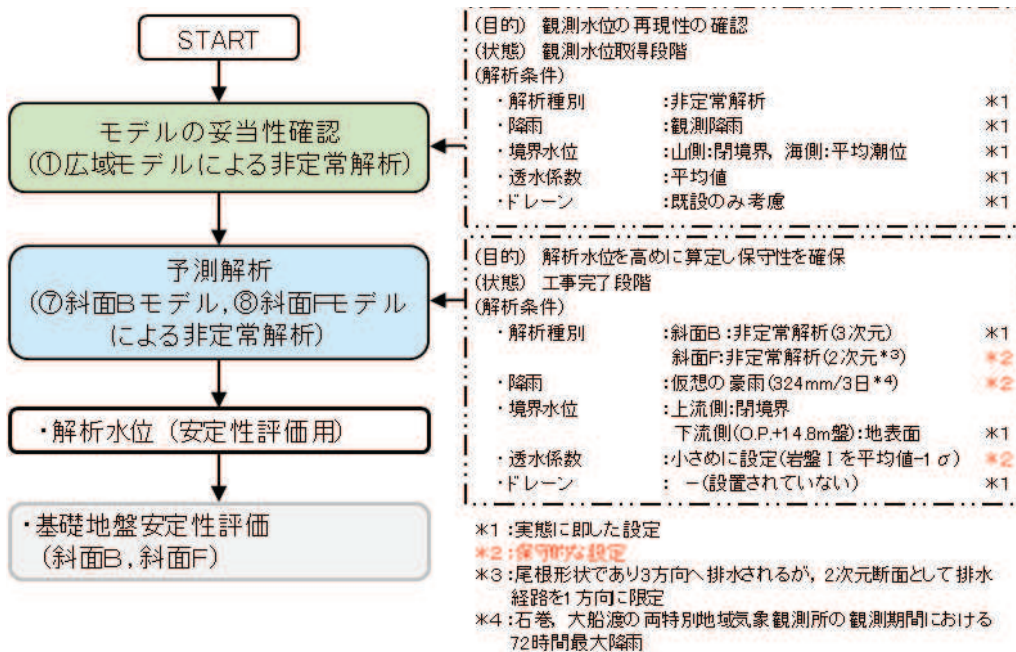 START
モデルの妥当性確認
(①広域モデルによる非定常解析)
予測解析
(⑦斜面Bモデル,⑧斜面Fモデル
による非定常解析)
・解析水位（安定性評価用）
・基礎地盤安定性評価
(斜面B,斜面F)
(目的) 観測水位の再現性の確認
(状態) 観測水位取得段階
(解析条件)
・解析種別 :非定常解析 *1
・降雨 :観測降雨 *1
・境界水位 :山側:閉境界, 海側:平均潮位 *1
・透水係数 :平均値 *1
・ドレーン :既設のみ考慮 *1
(目的) 解析水位を高めに算定し保守性を確保
(状態) 工事完了段階
(解析条件)
・解析種別 :斜面B:非定常解析(3次元) *1
斜面F:非定常解析(2次元*3) *2
・降雨 :仮想の豪雨(324mm/3日*4) *2
・境界水位 :上流側:閉境界
下流側(O.P.+14.8m盤):地表面 *1
・透水係数 :小さめに設定(岩盤Ⅰを平均値-1σ) *2
・ドレーン : －(設置されていない) *1
*1:実態に即した設定
*2:保守的な設定
*3:尾根形状であり3方向へ排水されるが, 2次元断面として排水
経路を1方向に限定
*4:石巻, 大船渡の両特別地域気象観測所の観測期間における
72時間最大降雨